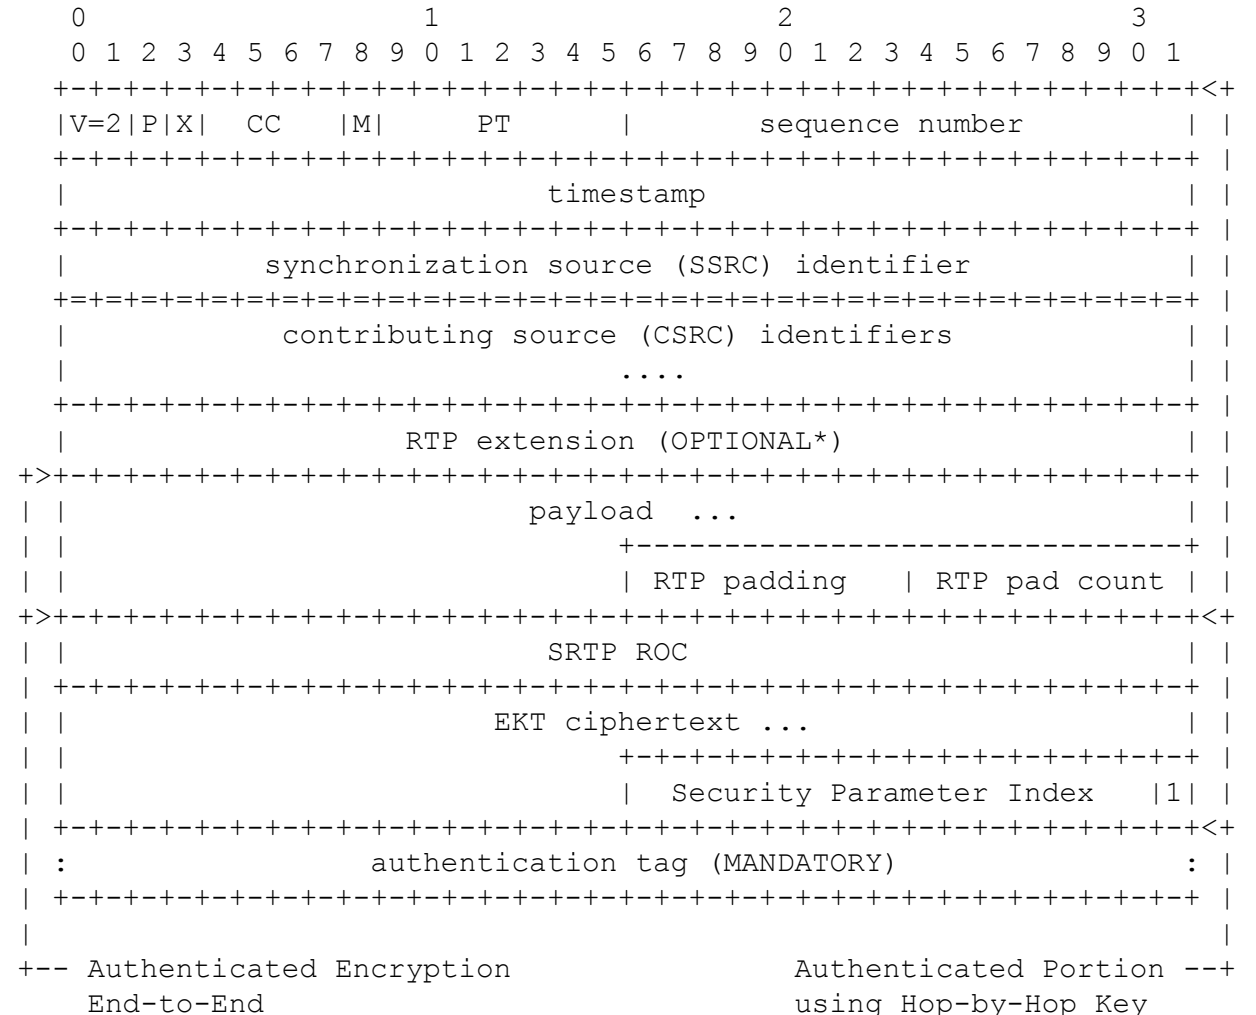 0                   1                   2                   3
 0 1 2 3 4 5 6 7 8 9 0 1 2 3 4 5 6 7 8 9 0 1 2 3 4 5 6 7 8 9 0 1
  +-+-+-+-+-+-+-+-+-+-+-+-+-+-+-+-+-+-+-+-+-+-+-+-+-+-+-+-+-+-+-+-+<+
  |V=2|P|X|  CC   |M|     PT      |       sequence number         | |
  +-+-+-+-+-+-+-+-+-+-+-+-+-+-+-+-+-+-+-+-+-+-+-+-+-+-+-+-+-+-+-+-+ |
  |                           timestamp                           | |
  +-+-+-+-+-+-+-+-+-+-+-+-+-+-+-+-+-+-+-+-+-+-+-+-+-+-+-+-+-+-+-+-+ |
  |           synchronization source (SSRC) identifier            | |
  +=+=+=+=+=+=+=+=+=+=+=+=+=+=+=+=+=+=+=+=+=+=+=+=+=+=+=+=+=+=+=+=+ |
  |            contributing source (CSRC) identifiers             | |
  |                               ....                            | |
  +-+-+-+-+-+-+-+-+-+-+-+-+-+-+-+-+-+-+-+-+-+-+-+-+-+-+-+-+-+-+-+-+ |
  |                   RTP extension (OPTIONAL*)                   | |
+>+-+-+-+-+-+-+-+-+-+-+-+-+-+-+-+-+-+-+-+-+-+-+-+-+-+-+-+-+-+-+-+-+ |
| |                          payload  ...                         | |
| |                               +-------------------------------+ |
| |                               | RTP padding   | RTP pad count | |
+>+-+-+-+-+-+-+-+-+-+-+-+-+-+-+-+-+-+-+-+-+-+-+-+-+-+-+-+-+-+-+-+-+<+
| |                           SRTP ROC                            | |
| +-+-+-+-+-+-+-+-+-+-+-+-+-+-+-+-+-+-+-+-+-+-+-+-+-+-+-+-+-+-+-+-+ |
| |                        EKT ciphertext ...                     | |
| |                               +-+-+-+-+-+-+-+-+-+-+-+-+-+-+-+-+ |
| |                               |  Security Parameter Index   |1| |
| +-+-+-+-+-+-+-+-+-+-+-+-+-+-+-+-+-+-+-+-+-+-+-+-+-+-+-+-+-+-+-+-+<+
| :                 authentication tag (MANDATORY)                : |
| +-+-+-+-+-+-+-+-+-+-+-+-+-+-+-+-+-+-+-+-+-+-+-+-+-+-+-+-+-+-+-+-+ |
|                                                                   |
+-- Authenticated Encryption                Authenticated Portion --+
    End-to-End                              using Hop-by-Hop Key